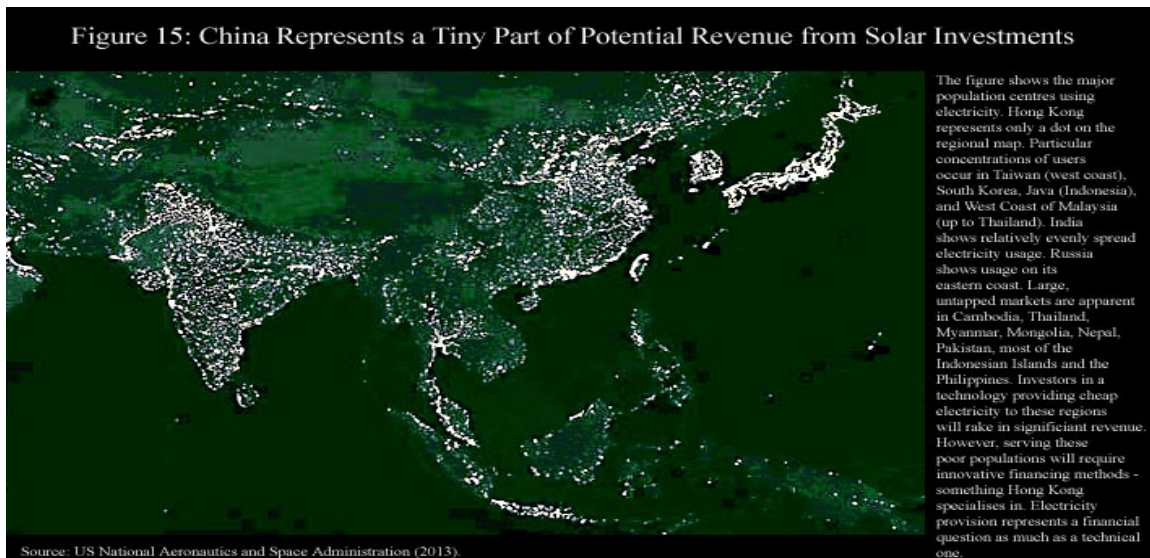 Figure 15: China Represents a Tiny Part of Potential Revenue from Solar Investments
The figure shows the major
population centres using
electricity. Hong Kong
represents only a dot on the
regional map. Particular
concentrations of users
occur in Taiwan (west coast),
South Korea, Java (Indonesia),
and West Coast of Malaysia
(up to Thailand). India
shows relatively evenly spread
electricity usage. Russia
shows usage on its
eastern coast. Large,
untapped markets are apparent
in Cambodia, Thailand,
Myanmar, Mongolia, Nepal,
Pakistan, most of the
Indonesian Islands and the
Philippines. Investors in a
technology providing cheap
electricity to these regions
will rake in significiant revenue.
However, serving these
poor populations will require
innovative financing methods -
something Hong Kong
specialises in. Electricity
provision represents a financial
question as much as a technical
one.
Source: US National Aeronautics and Space Administration (2013).